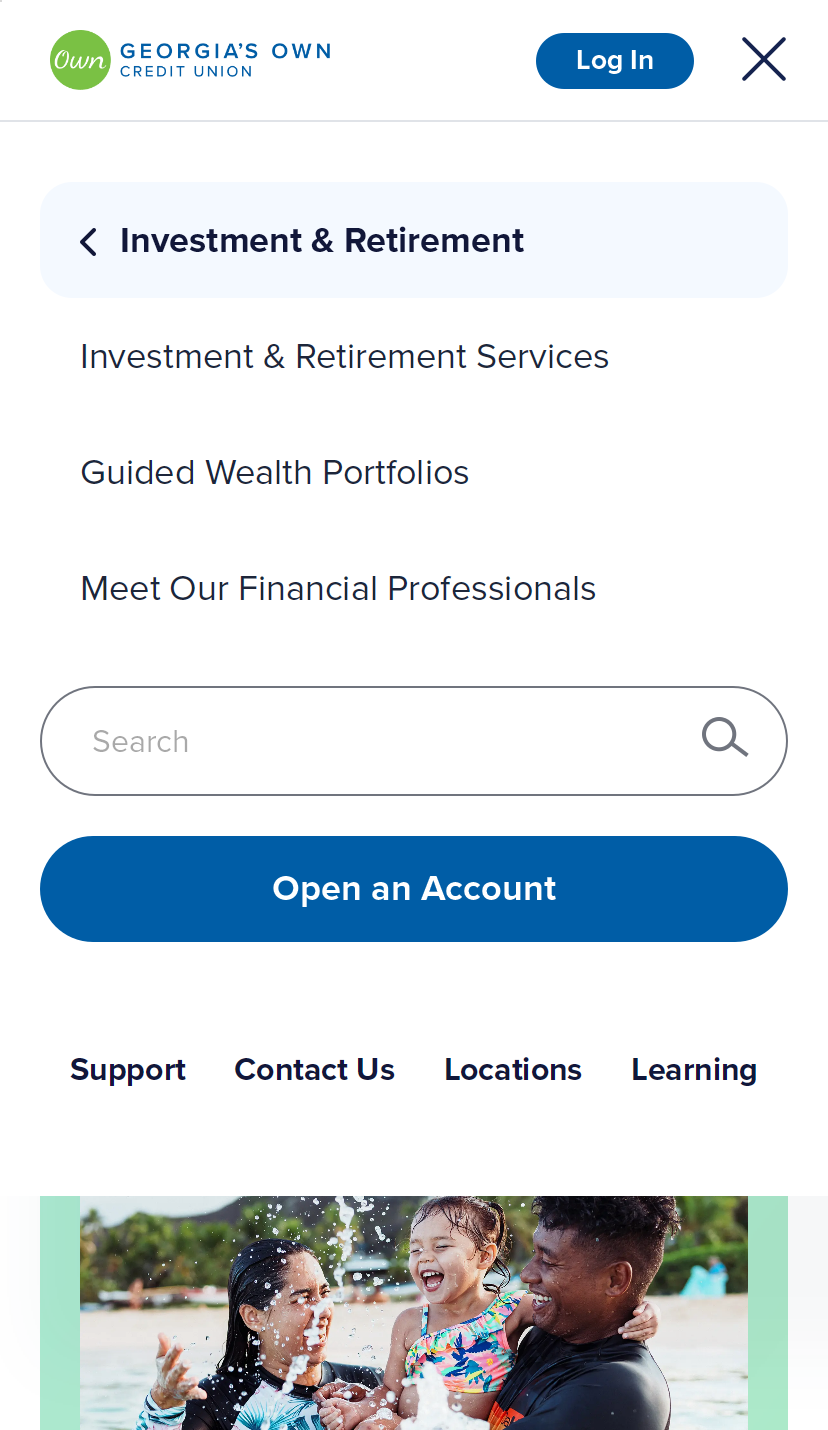 Own
GEORGIA'S OWN
CREDIT UNION
Log In
Investment & Retirement
Investment & Retirement Services
Guided Wealth Portfolios
Meet Our Financial Professionals
Search
Open an Account
Support Contact Us Locations Learning